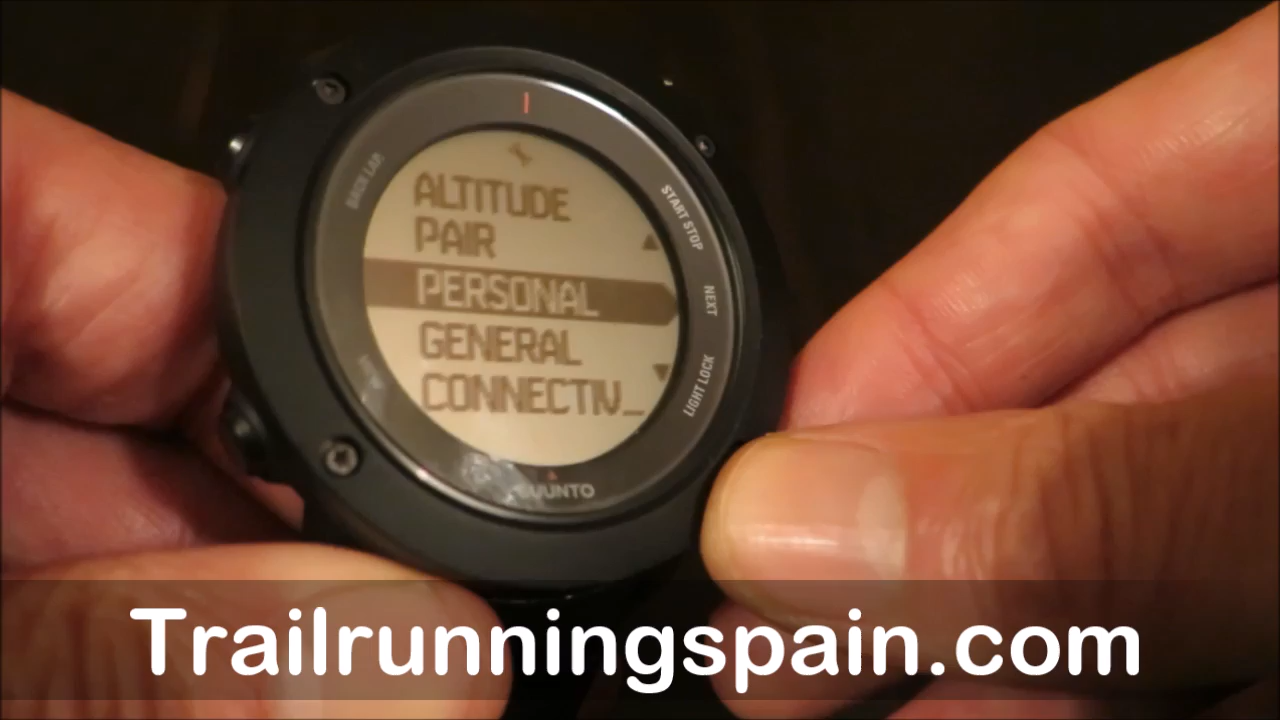 BACK LAP
START STOP
NEXT
LIGHT LOCK
ALTITUDE
PAIR
PERSONAL
GENERAL
CONNECTIV_
SUUNTO
Trailrunningspain.com